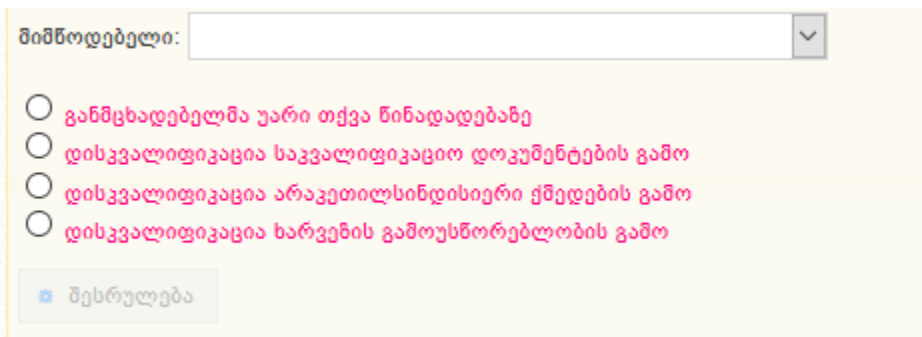 მიმწოდებელი:
განმცხადებელმა უარი თქვა წინადადებაზე
დისკვალიფიკაცია საკვალიფიკაციო დოკუმენტების გამო
დისკვალიფიკაცია არაკეთილსინდისიერი ქმედების გამო
დისკვალიფიკაცია ხარვეზის გამოუსწორებლობის გამო
შესრულება